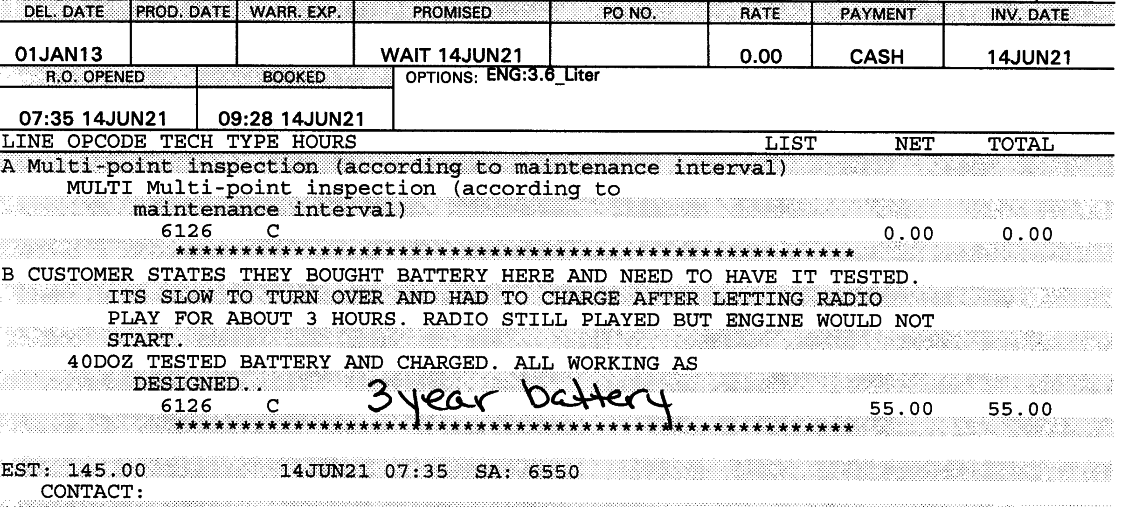 DEL. DATE PROD. DATE WARR. EXP. PROMISED PO NO. RATE PAYMENT INV. DATE
01JAN13 WAIT 14JUN21 0.00 CASH 14JUN21
R.O. OPENED BOOKED OPTIONS: ENG:3.6_Liter
07:35 14JUN21 09:28 14JUN21
LINE OPCODE TECH TYPE HOURS LIST NET TOTAL
A Multi-point inspection (according to maintenance interval)
MULTI Multi-point inspection (according to
maintenance interval)
6126 C 0.00 0.00
****************************************************
B CUSTOMER STATES THEY BOUGHT BATTERY HERE AND NEED TO HAVE IT TESTED.
ITS SLOW TO TURN OVER AND HAD TO CHARGE AFTER LETTING RADIO
PLAY FOR ABOUT 3 HOURS. RADIO STILL PLAYED BUT ENGINE WOULD NOT
START.
40DOZ TESTED BATTERY AND CHARGED. ALL WORKING AS
DESIGNED..
3 year battery
6126 C 55.00 55.00
****************************************************
EST: 145.00 14JUN21 07:35 SA: 6550
CONTACT: